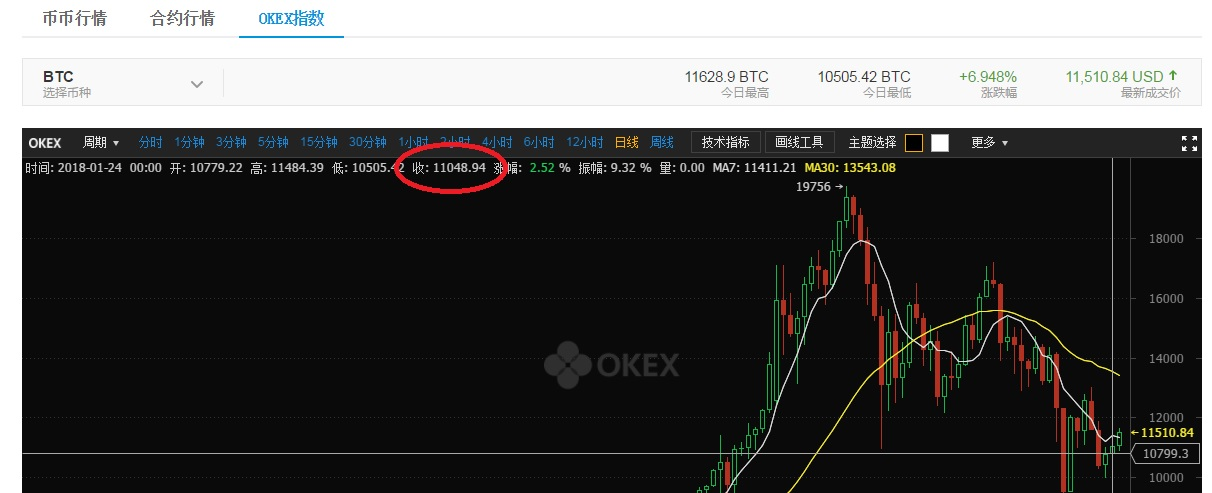 币币行情 合约行情 OKEX指数
BTC 11628.9 BTC 10505.42 BTC +6.948% 11,510.84 USD ↑
选择币种 今日最高 今日最低 涨跌幅 最新成交价
OKEX 周期 ▼ 分时 1分钟 3分钟 5分钟 15分钟 30分钟 1小时 2小时 4小时 6小时 12小时 日线 周线 技术指标 画线工具 主题选择 更多 ▼
时间: 2018-01-24 00:00 开: 10779.22 高: 11484.39 低: 10505.42 收: 11048.94 涨幅: 2.52 % 振幅: 9.32 % 量: 0.00 MA7: 11411.21 MA30: 13543.08
19756→
18000
16000
OKEX
14000
12000
←11510.84
10799.3
10000